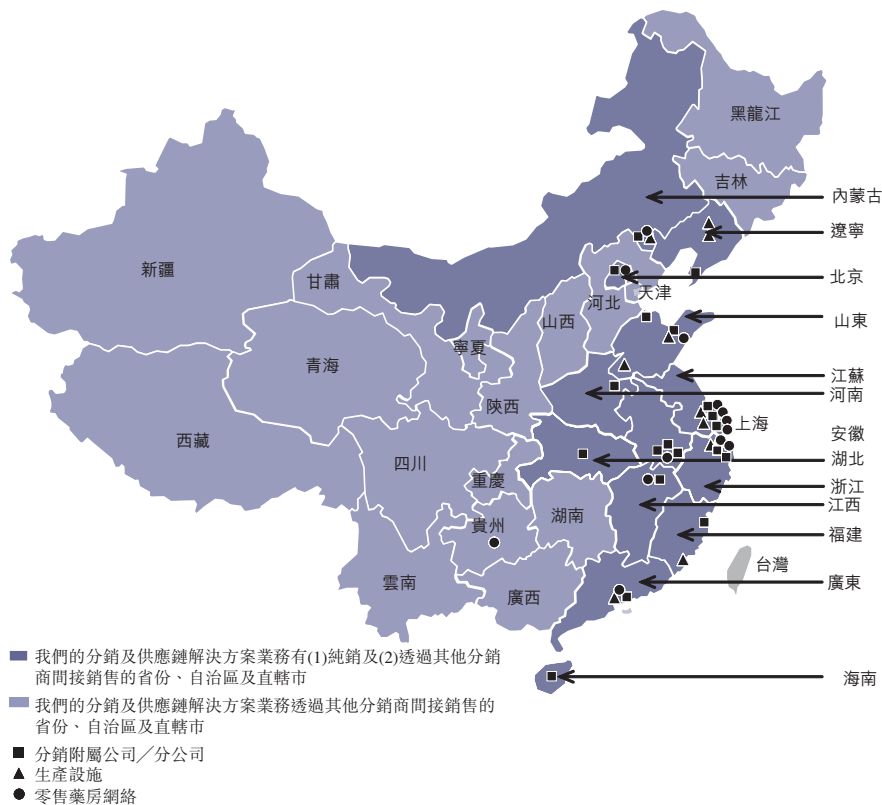 黑龍江
吉林
內蒙古
遼寧
新疆
甘肅
北京
天津
河北
山西
山東
寧夏
青海
江蘇
河南
陝西
上海
安徽
西藏
四川
湖北
重慶
浙江
江西
貴州
湖南
福建
台灣
雲南
廣西
廣東
我們的分銷及供應鏈解決方案業務有(1)純銷及(2)透過其他分銷
商間接銷售的省份、自治區及直轄市
海南
我們的分銷及供應鏈解決方案業務透過其他分銷商間接銷售的
省份、自治區及直轄市
分銷附屬公司／分公司
生產設施
零售藥房網絡